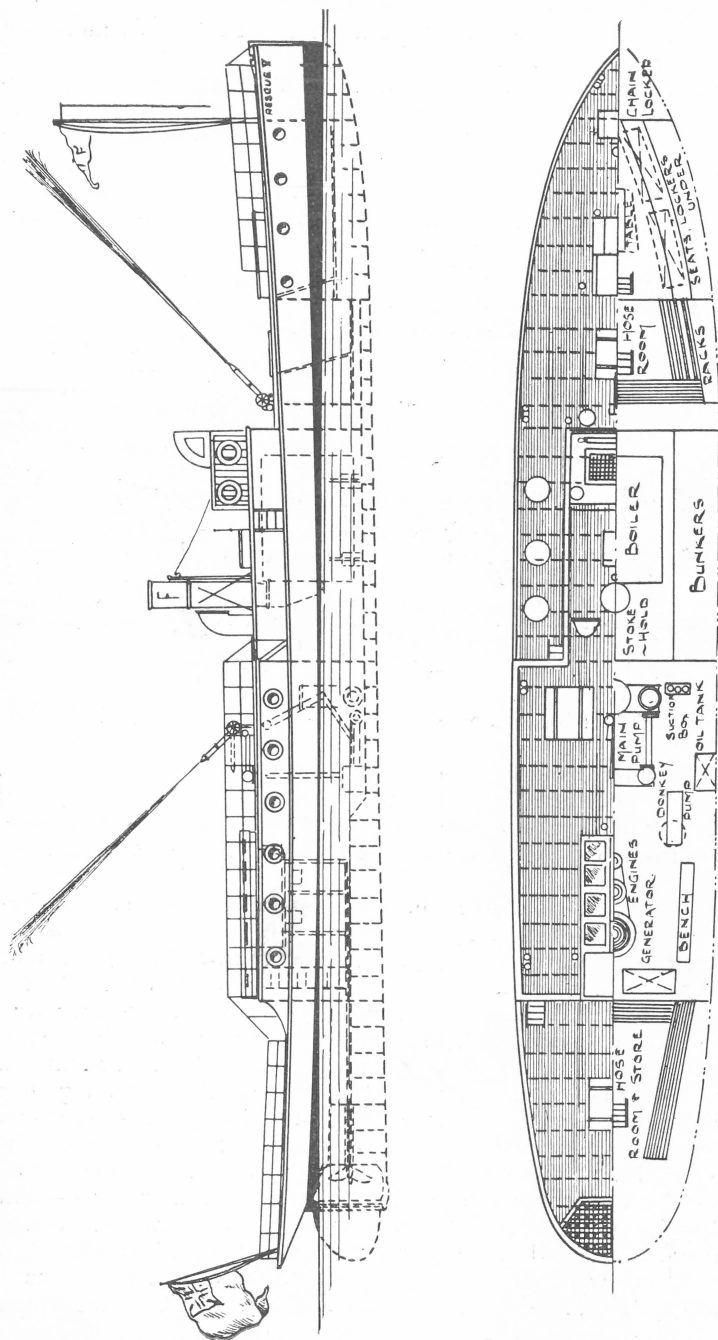 RESCUE V
F
F
CHAIN
LOCKER
TABLE
SEATS. LOCKERS
UNDER
HOSE
ROOM
RACKS
BOILER
BUNKERS
STOKE
~HOLD
MAIN
PUMP
SUCTION
BOX
OIL TANK
DONKEY
PUMP
ENGINES
GENERATOR.
BENCH
HOSE
ROOM & STORE